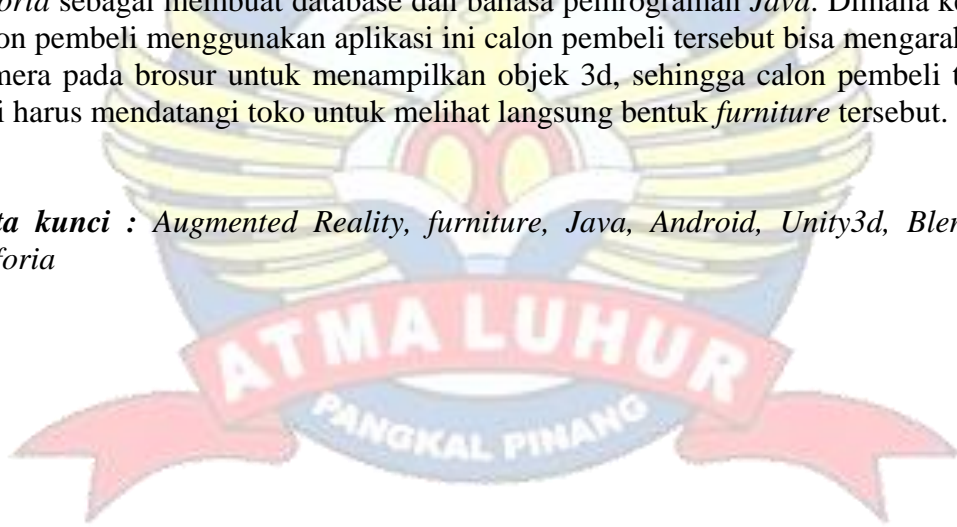 oria sebagai membuat database dan bahasa pemrograman Java. Dimana ke
on pembeli menggunakan aplikasi ini calon pembeli tersebut bisa mengarah
mera pada brosur untuk menampilkan objek 3d, sehingga calon pembeli t
i harus mendatangi toko untuk melihat langsung bentuk furniture tersebut.
ta kunci : Augmented Reality, furniture, Java, Android, Unity3d, Blen
foria
ATMA LUHUR
PANGKAL PINANG